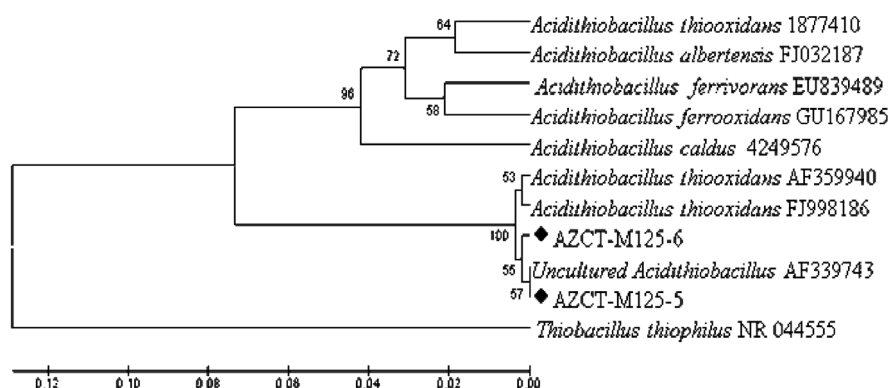 64
Acidithiobacillus thiooxidans 1877410
Acidithiobacillus albertensis FJ032187
72
Acidithiobacillus ferrivorans EU839489
58
Acidithiobacillus ferrooxidans GU167985
96
Acidithiobacillus caldus 4249576
53
Acidithiobacillus thiooxidans AF359940
Acidithiobacillus thiooxidans FJ998186
100
AZCT-M125-6
56
Uncultured Acidithiobacillus AF339743
57
AZCT-M125-5
Thiobacillus thiophilus NR 044555
0.12 0.10 0.08 0.08 0.04 0.02 0.00